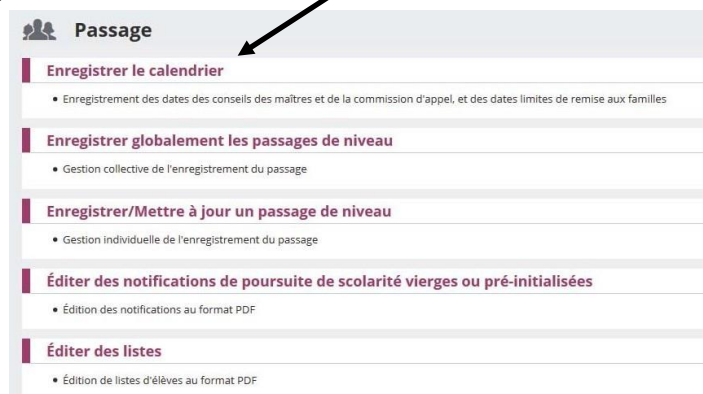 Passage
Enregistrer le calendrier
• Enregistrement des dates des conseils des maîtres et de la commission d'appel, et des dates limites de remise aux familles
Enregistrer globalement les passages de niveau
• Gestion collective de l'enregistrement du passage
Enregistrer/Mettre à jour un passage de niveau
• Gestion individuelle de l'enregistrement du passage
Éditer des notifications de poursuite de scolarité vierges ou pré-initialisées
• Édition des notifications au format PDF
Éditer des listes
• Édition de listes d'élèves au format PDF